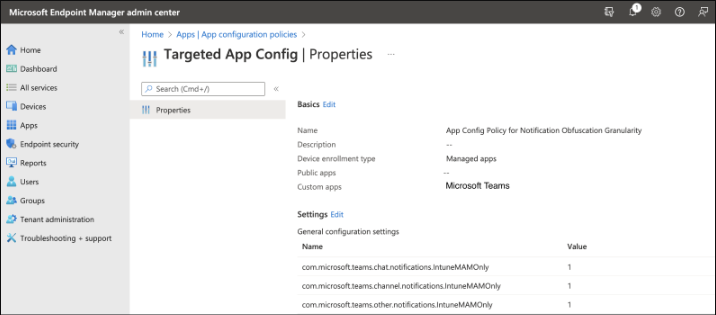 Microsoft Endpoint Manager admin center
1
«
Home
Dashboard
All services
Devices
Apps
Endpoint security
Reports
Users
Groups
Tenant administration
Troubleshooting + support
Home > Apps | App configuration policies >
Targeted App Config | Properties ...
Search (Cmd+/) «
Properties
Basics Edit
Name App Config Policy for Notification Obfuscation Granularity
Description --
Device enrollment type Managed apps
Public apps --
Custom apps Microsoft Teams
Settings Edit
General configuration settings
Name Value
com.microsoft.teams.chat.notifications.IntuneMAMOnly 1
com.microsoft.teams.channel.notifications.IntuneMAMOnly 1
com.microsoft.teams.other.notifications.IntuneMAMOnly 1